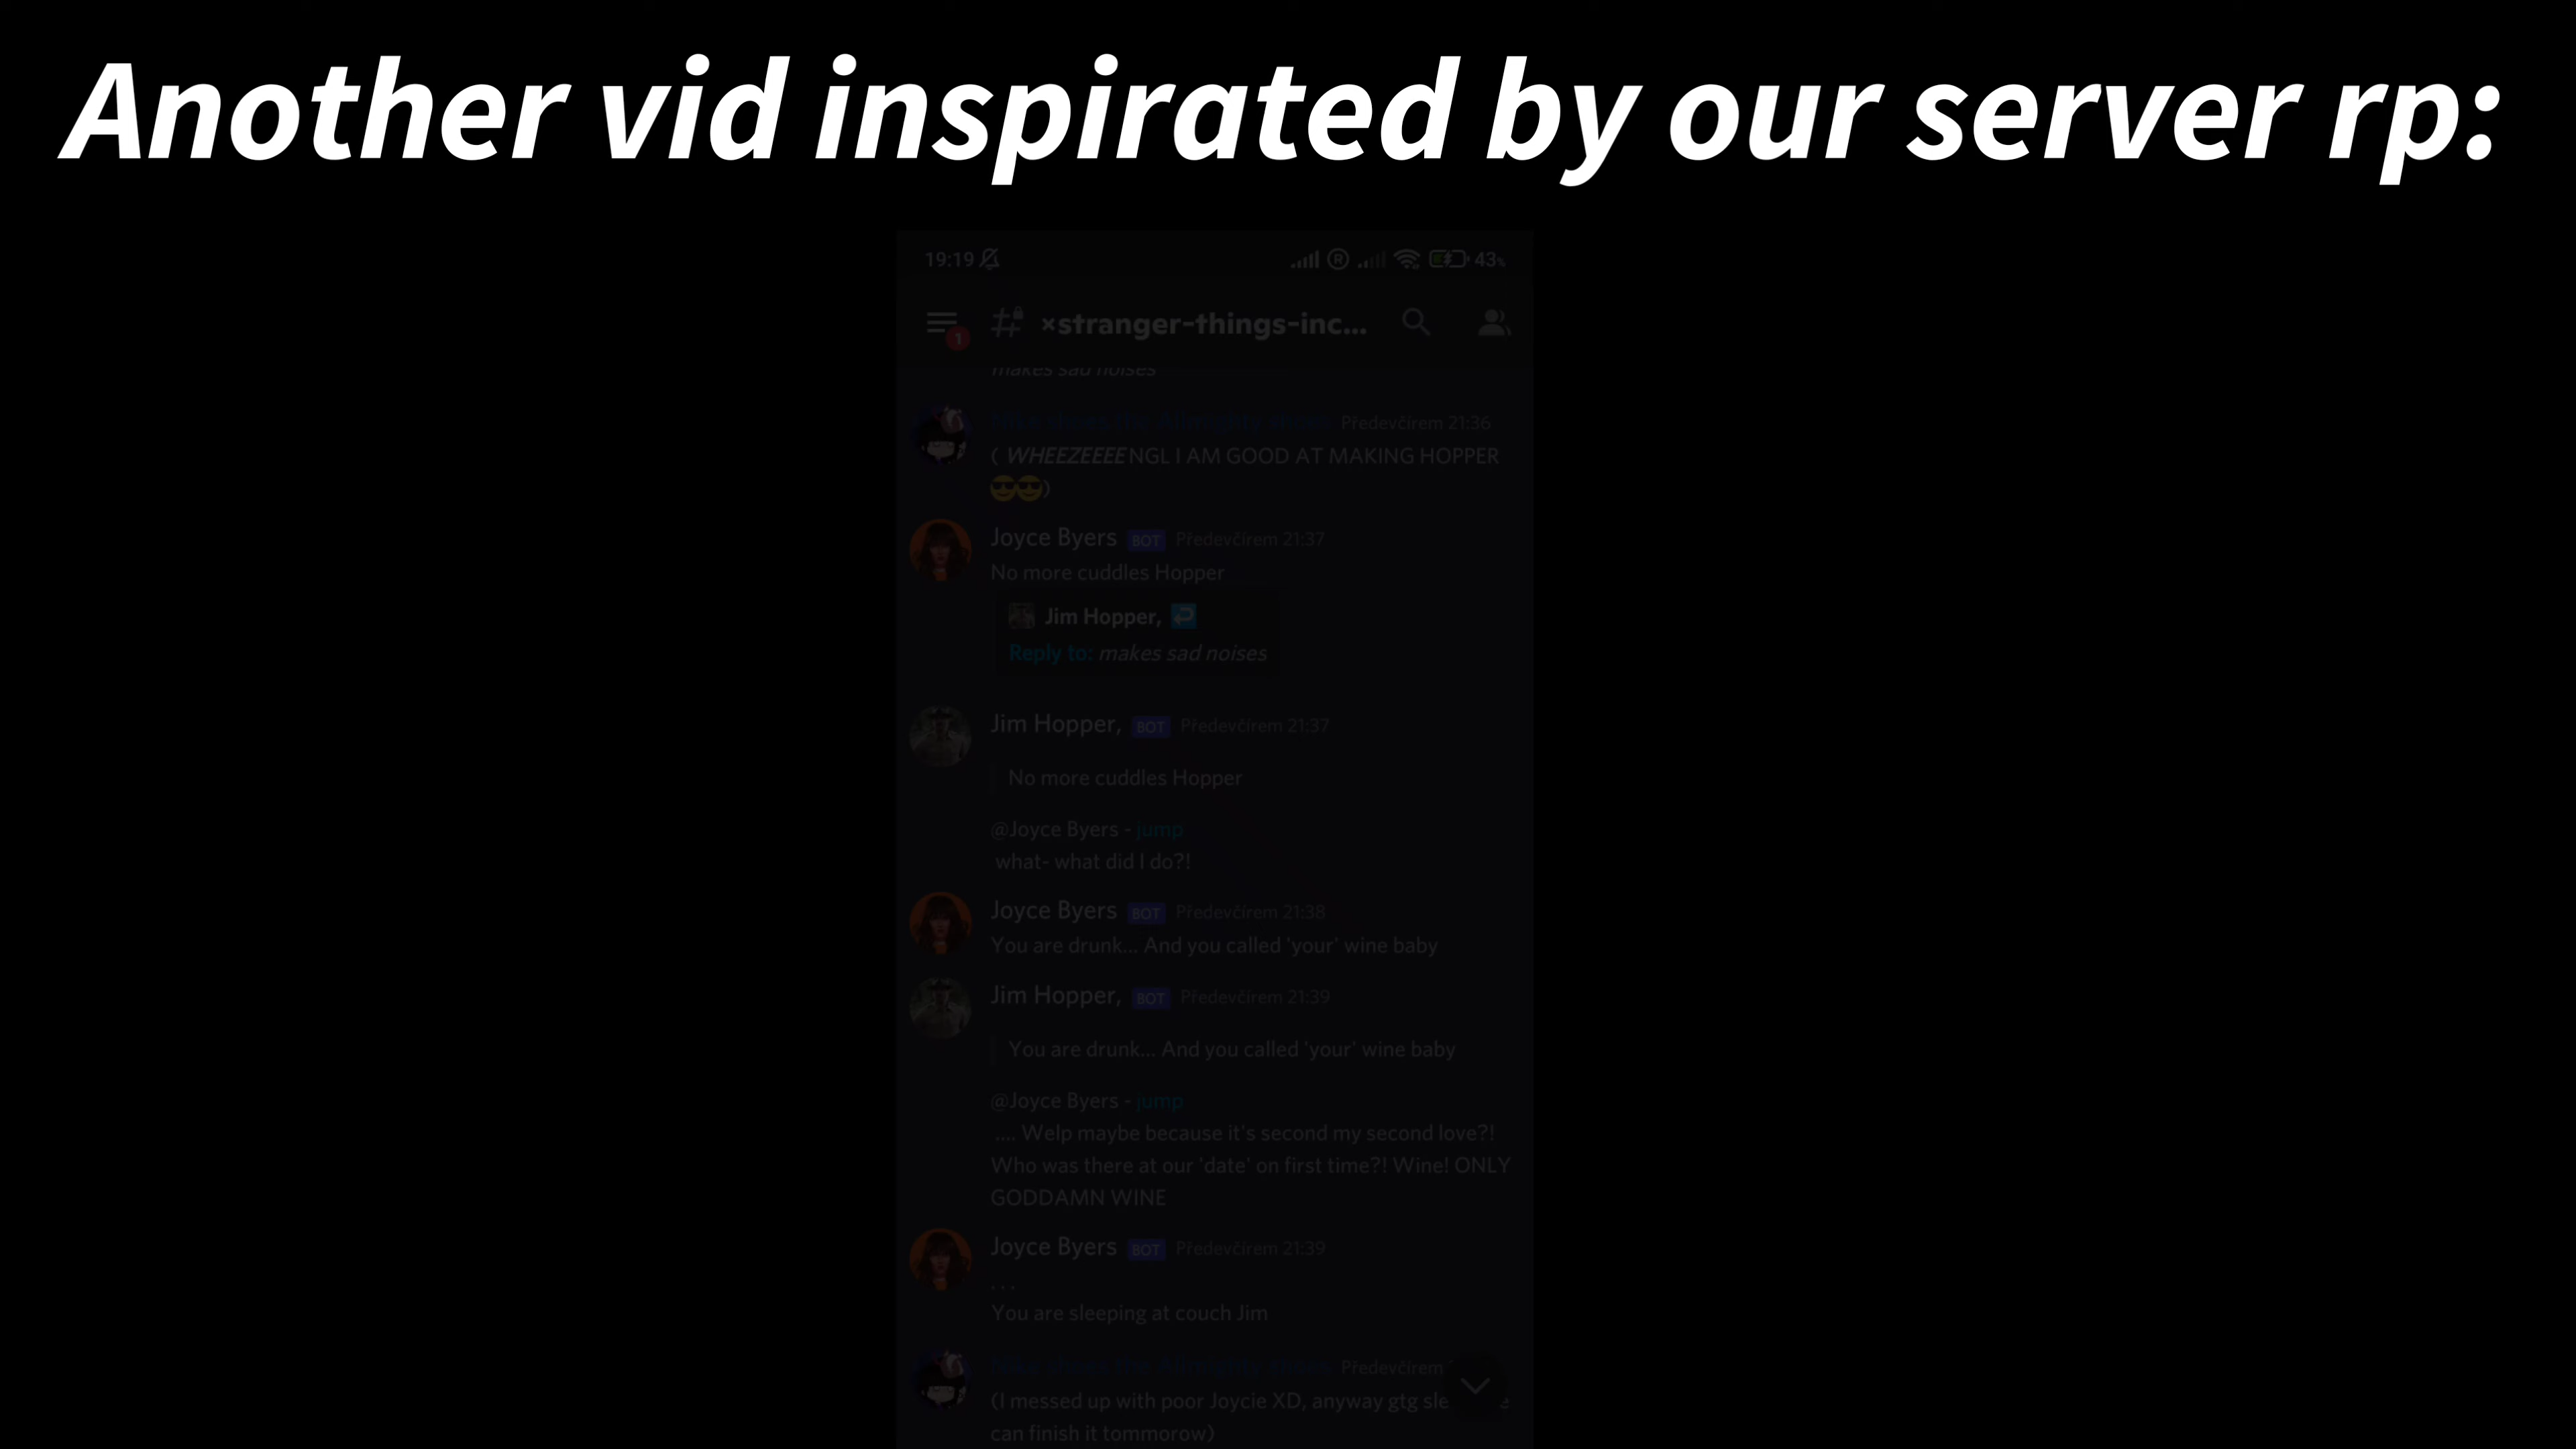 Another vid inspirated by our server rp:
19:19 43%
×stranger-things-inc...
1
makes sad noises
Předevčírem 21:36
( WHEEZEEEE NGL I AM GOOD AT MAKING HOPPER
😎😎)
Joyce Byers BOT Předevčírem 21:37
No more cuddles Hopper
Jim Hopper, ↩
Reply to: makes sad noises
Jim Hopper, BOT Předevčírem 21:37
No more cuddles Hopper
@Joyce Byers - jump
what- what did I do?!
Joyce Byers BOT Předevčírem 21:38
You are drunk... And you called 'your' wine baby
Jim Hopper, BOT Předevčírem 21:39
You are drunk... And you called 'your' wine baby
@Joyce Byers - jump
.... Welp maybe because it's second my second love?!
Who was there at our 'date' on first time?! Wine! ONLY
GODDAMN WINE
Joyce Byers BOT Předevčírem 21:39
...
You are sleeping at couch Jim
Předevčírem
(I messed up with poor Joycie XD, anyway gtg sle e
can finish it tommorow)